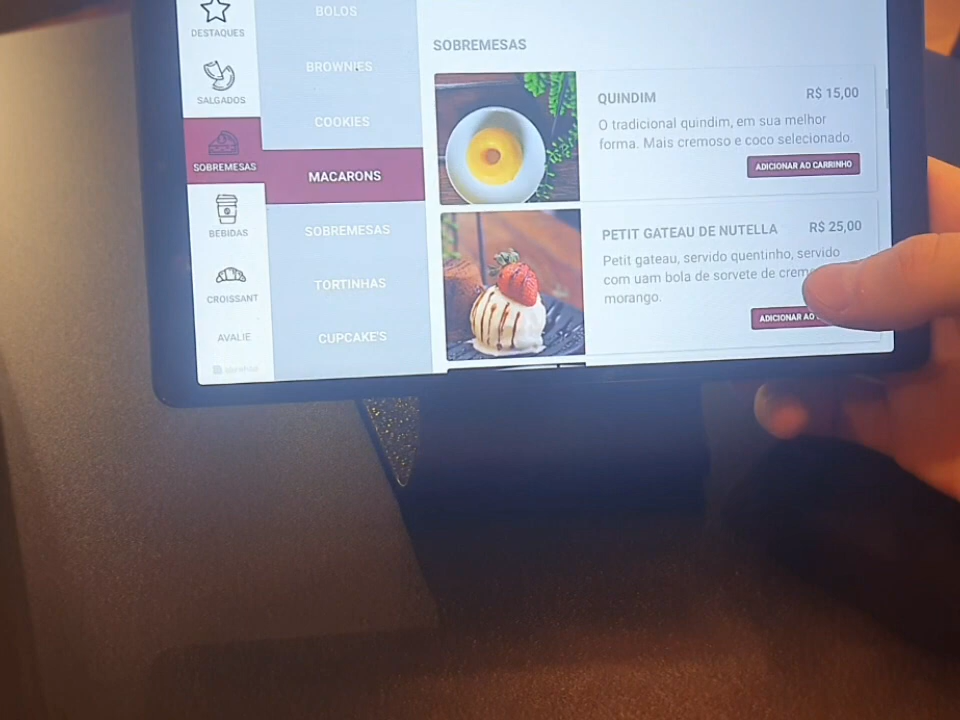 DESTAQUES
SALGADOS
SOBREMESAS
BEBIDAS
CROISSANT
AVALIE
BOLOS
BROWNIES
COOKIES
MACARONS
SOBREMESAS
TORTINHAS
CUPCAKE'S
SOBREMESAS
QUINDIM R$ 15,00
O tradicional quindim, em sua melhor
forma. Mais cremoso e coco selecionado.
ADICIONAR AO CARRINHO
PETIT GATEAU DE NUTELLA R$ 25,00
Petit gateau, servido quentinho, servido
com uam bola de sorvete de creme
morango.
ADICIONAR AO